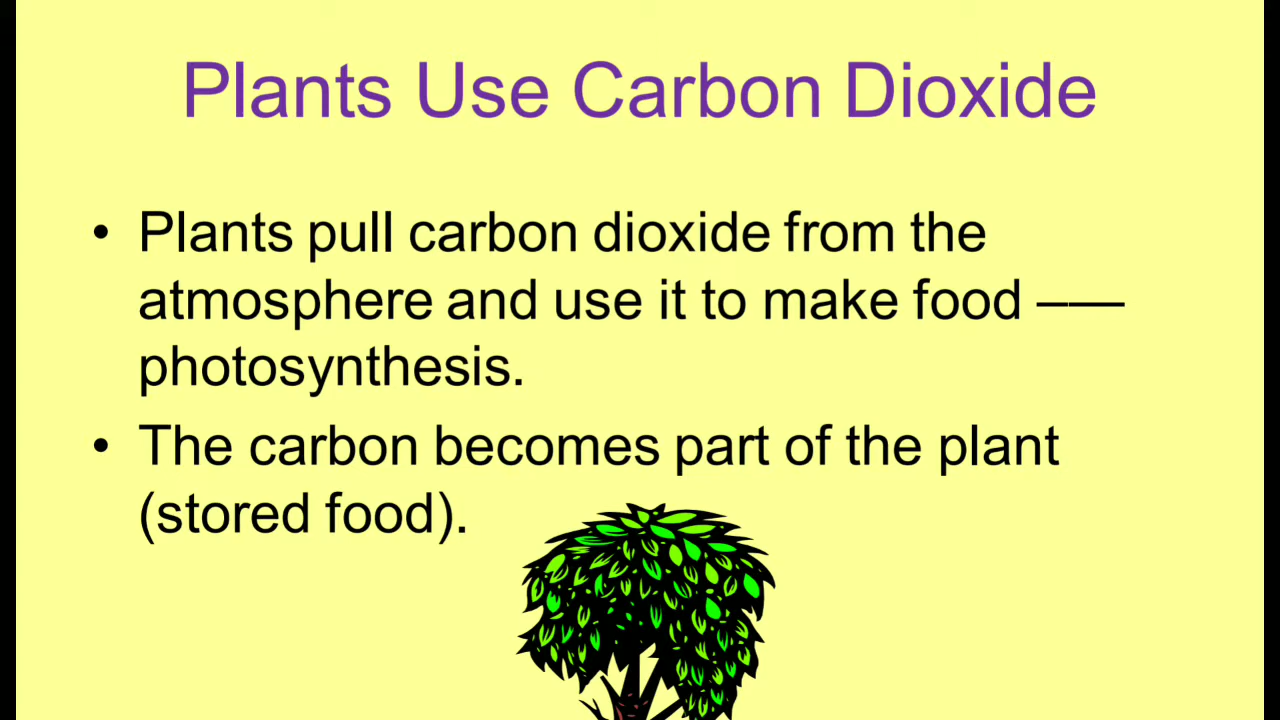 Plants Use Carbon Dioxide
• Plants pull carbon dioxide from the
atmosphere and use it to make food –—
photosynthesis.
• The carbon becomes part of the plant
(stored food).